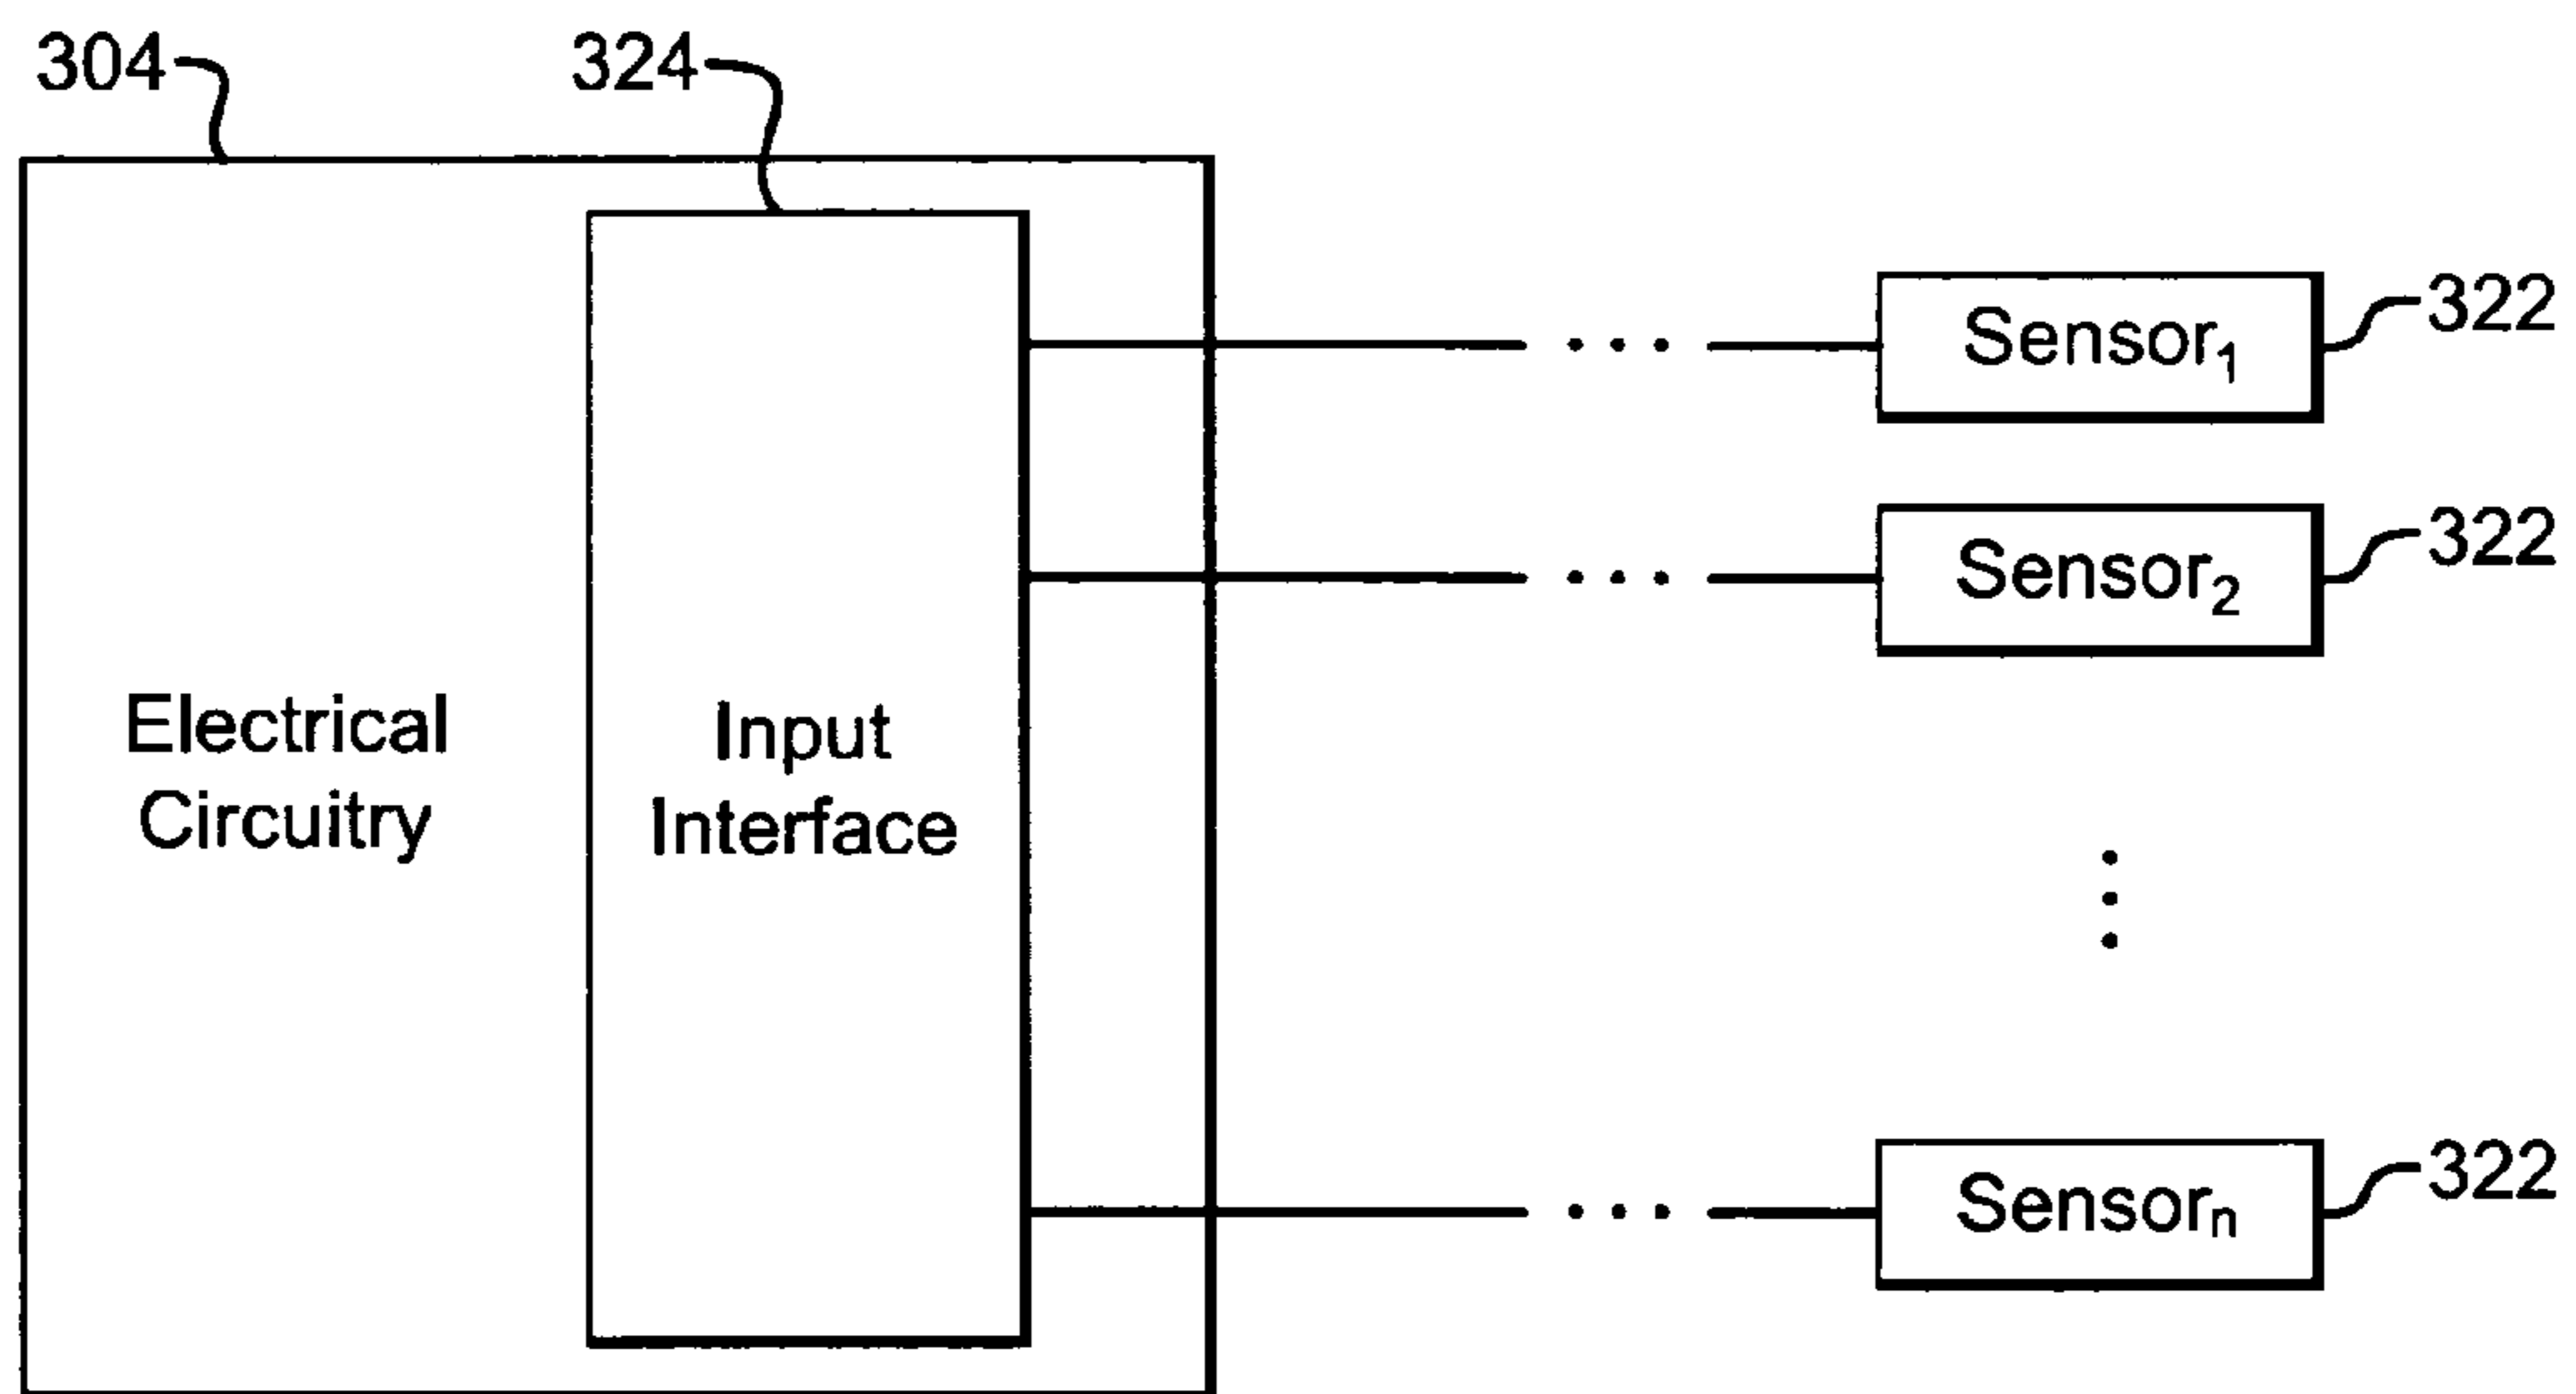 304
324
Sensor₁
322
Sensor₂
322
Electrical
Circuitry
Input
Interface
Sensorₙ
322